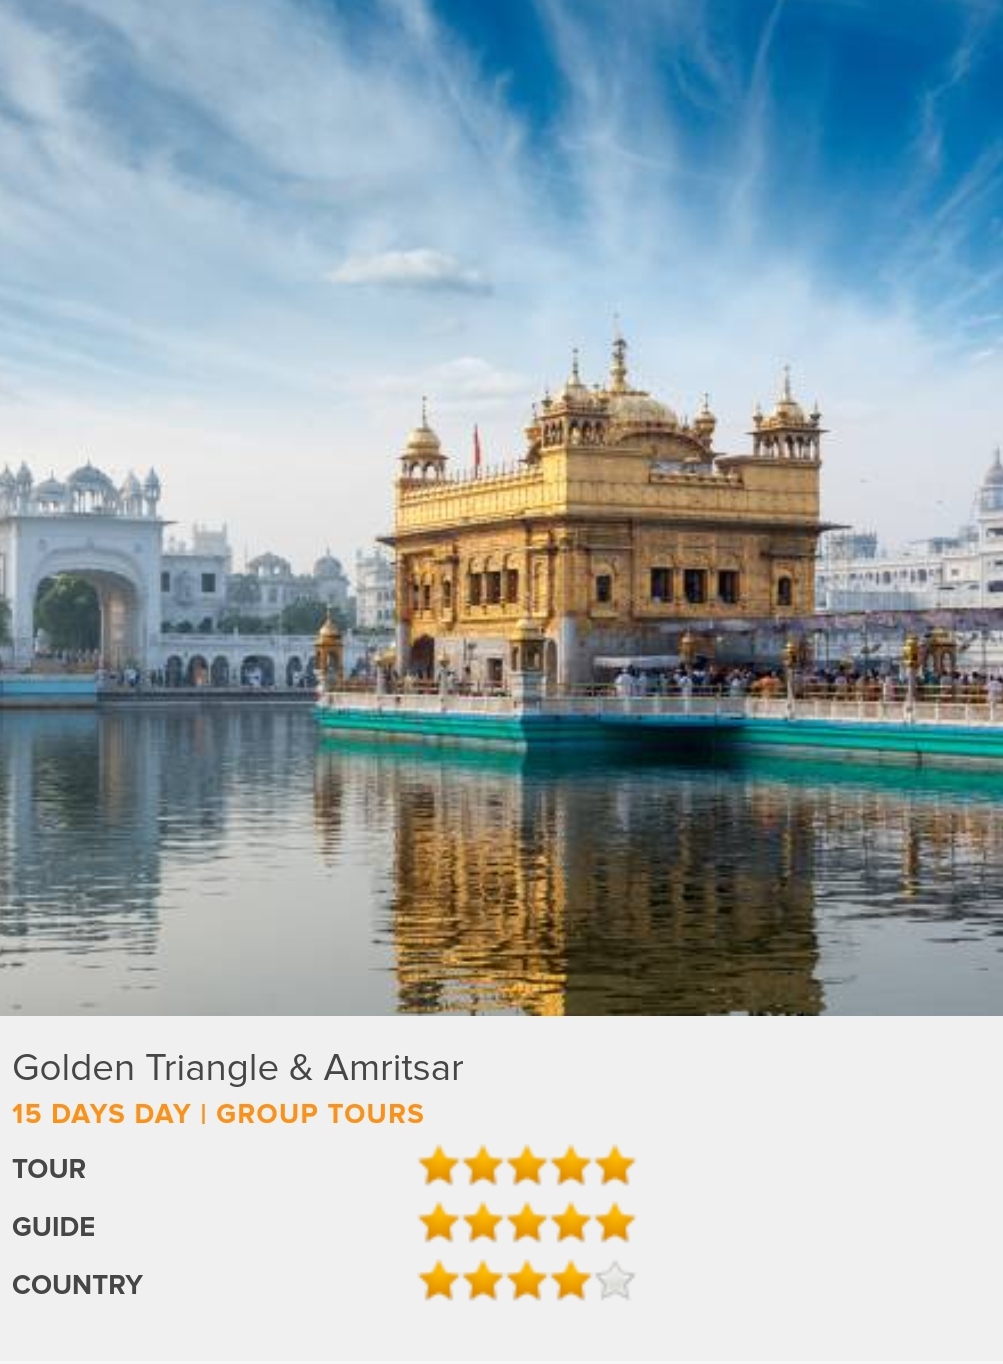 Golden Triangle & Amritsar
15 DAYS DAY | GROUP TOURS
TOUR
GUIDE
COUNTRY